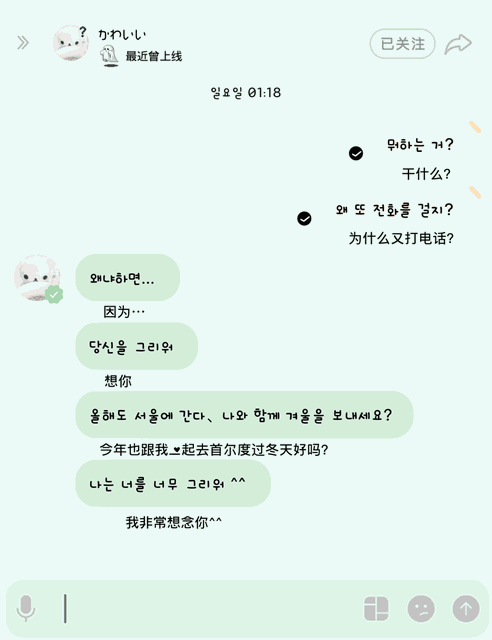 かわいい
最近曾上线
已关注
일요일 01:18
뭐하는 거?
干什么?
왜 또 전화를 걸지?
为什么又打电话?
왜냐하면...
因为…
당신을 그리워
想你
올해도 서울에 간다、나와 함께 겨울을 보내세요?
今年也跟我一起去首尔度过冬天好吗?
나는 너를 너무 그리워 ^^
我非常想念你^^